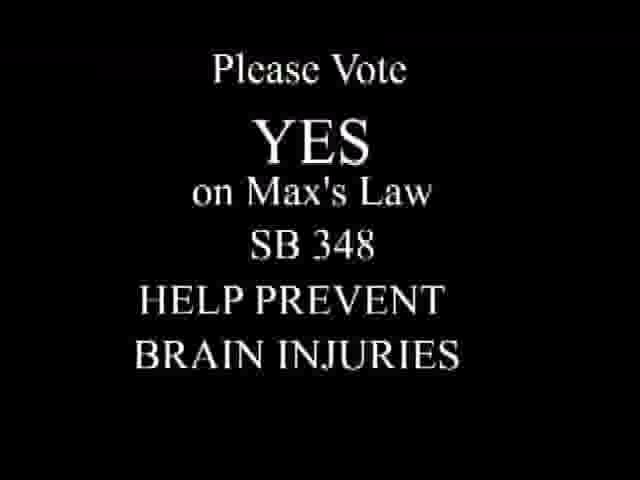 Please Vote
YES
on Max's Law
SB 348
HELP PREVENT
BRAIN INJURIES